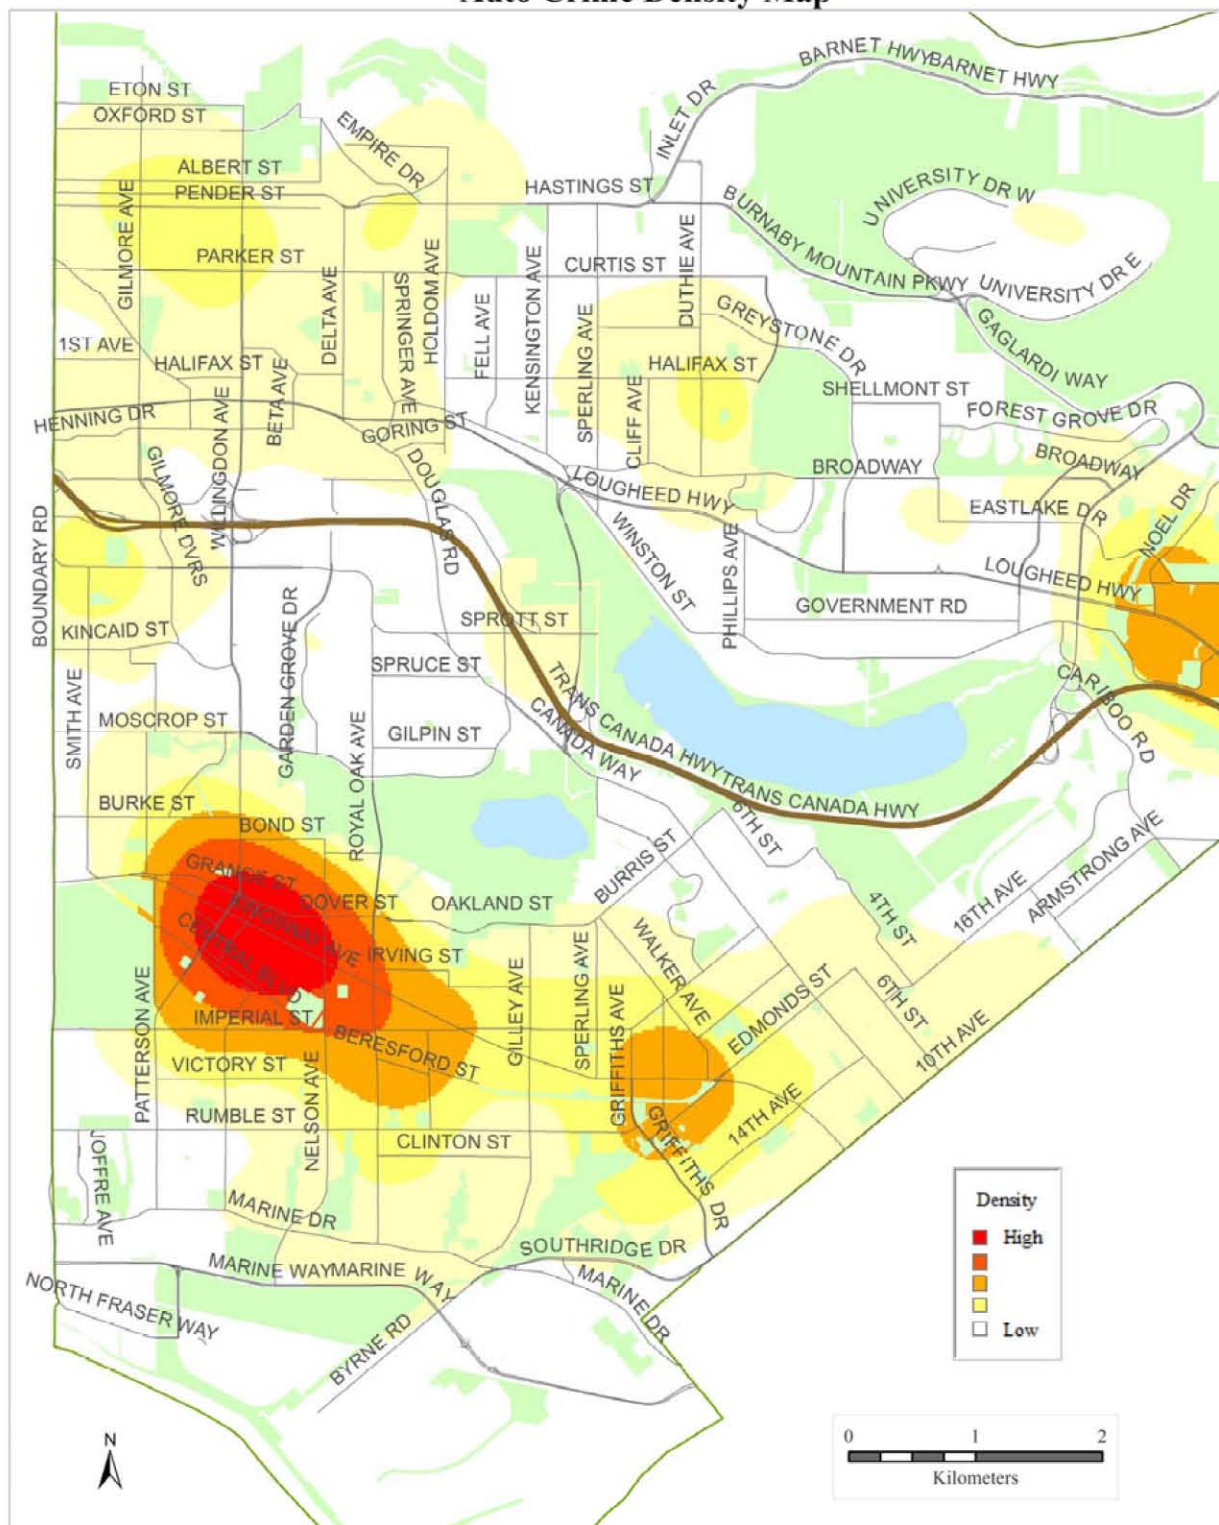 Auto Crime Density Map
BARNET HWY
BARNET HWY
ETON ST
OXFORD ST
INLET DR
EMPIRE DR
ALBERT ST
PENDER ST
HASTINGS ST
UNIVERSITY DR W
GILMORE AVE
BURNABY MOUNTAIN PKWY
PARKER ST
CURTIS ST
DUTHIE AVE
UNIVERSITY DR E
DELTA AVE
SPRINGER AVE
HOLDOM AVE
FELL AVE
KENSINGTON AVE
SPERLING AVE
GREYSTONE DR
GAGLARDI WAY
1ST AVE
HALIFAX ST
HALIFAX ST
SHELLMONT ST
FOREST GROVE DR
HENNING DR
WILLINGDON AVE
BETA AVE
GORING ST
CLIFF AVE
BROADWAY
BROADWAY
GILMORE DVRS
DOUGLAS RD
LOUGHEED HWY
EASTLAKE DR
NOEL DR
BOUNDARY RD
WINSTON ST
PHILLIPS AVE
LOUGHEED HWY
GOVERNMENT RD
KINCAID ST
GARDEN GROVE DR
SPROTT ST
SPRUCE ST
CARIBOO RD
SMITH AVE
MOSCROP ST
ROYAL OAK AVE
GILPIN ST
CANADA WAY
TRANS CANADA HWY
TRANS CANADA HWY
BURKE ST
BOND ST
6TH ST
BURRIS ST
GRANGE ST
DOVER ST
OAKLAND ST
4TH ST
16TH AVE
ARMSTRONG AVE
KINGSWAY AVE
CENTRAL BLVD
IRVING ST
WALKER AVE
PATTERSON AVE
GILLEY AVE
SPERLING AVE
GRIFFITHS AVE
EDMONDS ST
6TH ST
IMPERIAL ST
BERESFORD ST
10TH AVE
VICTORY ST
NELSON AVE
RUMBLE ST
CLINTON ST
14TH AVE
GRIFFITHS DR
JOFFRE AVE
MARINE DR
SOUTHRIDGE DR
MARINE WAY
MARINE WAY
MARINE DR
NORTH FRASER WAY
BYRNE RD
Density
High
Low
N
0 1 2
Kilometers